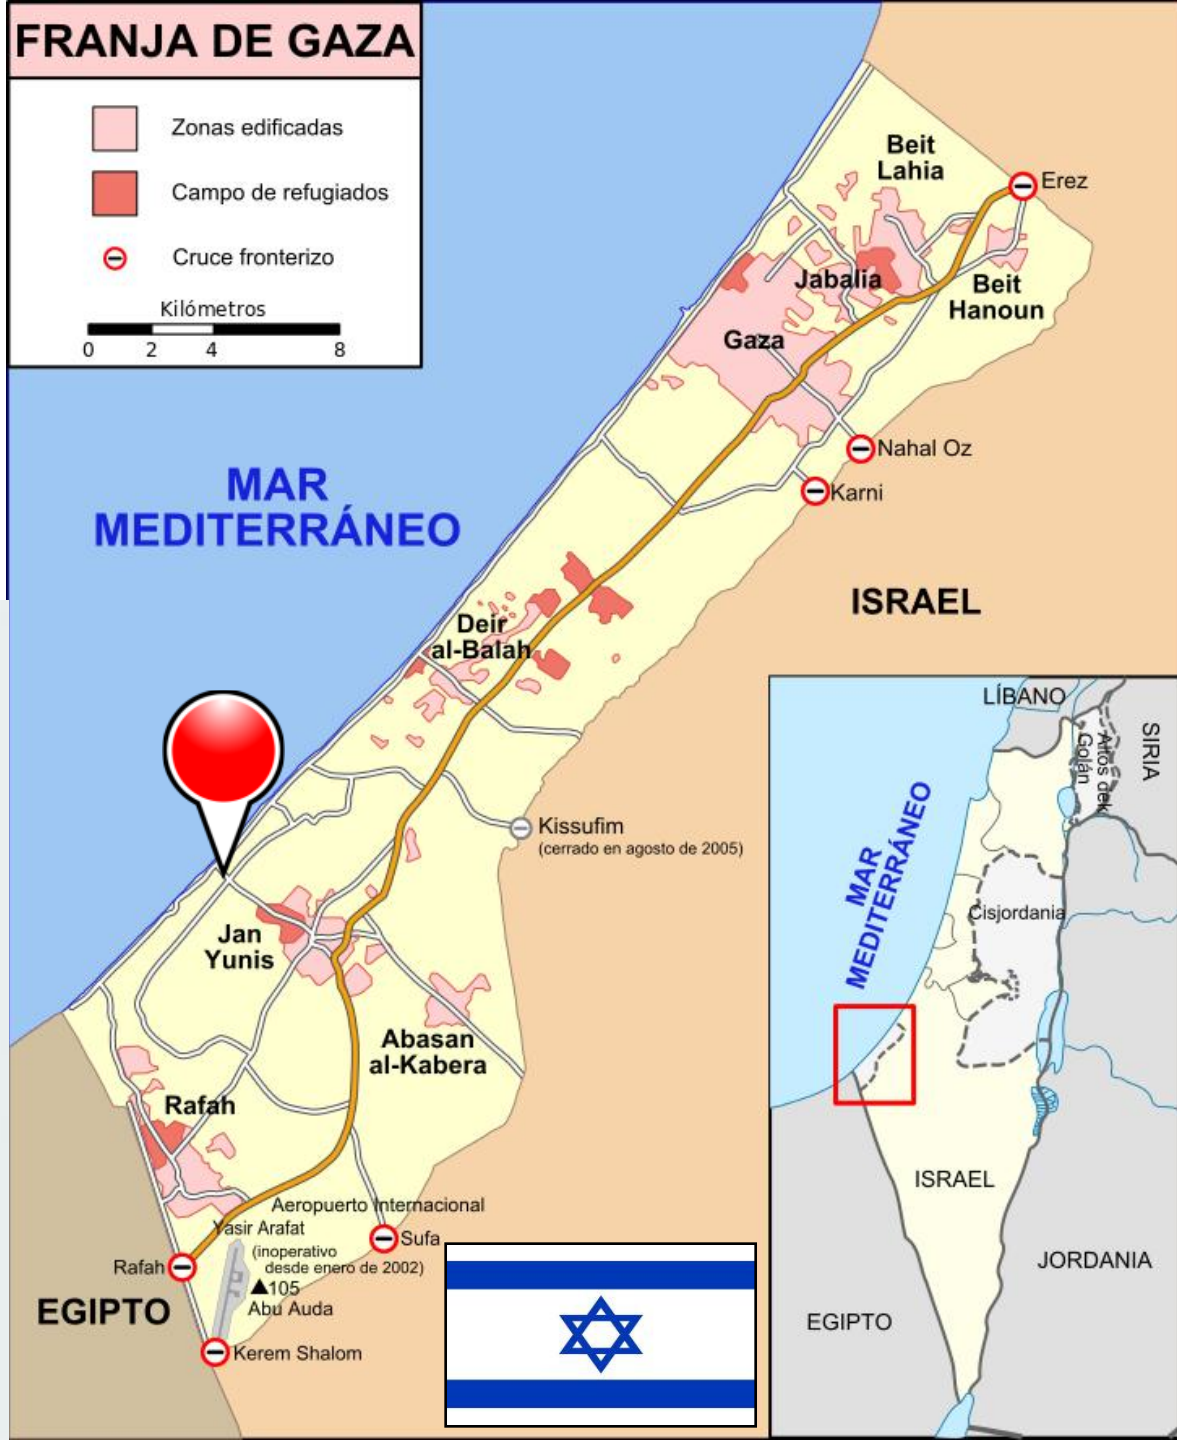 FRANJA DE GAZA
Zonas edificadas
Campo de refugiados
Cruce fronterizo
Kilómetros
0 2 4 8
Beit
Lahia
Erez
Jabalia
Beit
Hanoun
Gaza
Nahal Oz
Karni
MAR
MEDITERRÁNEO
ISRAEL
Deir
al-Balah
Kissufim
(cerrado en agosto de 2005)
Jan
Yunis
Abasan
al-Kabera
Rafah
Aeropuerto Internacional
Yasir Arafat
(inoperativo
desde enero de 2002)
Sufa
Rafah
105
Abu Auda
EGIPTO
Kerem Shalom
LÍBANO
SIRIA
Altos dek
Golán
MAR
MEDITERRÁNEO
Cisjordania
ISRAEL
JORDANIA
EGIPTO